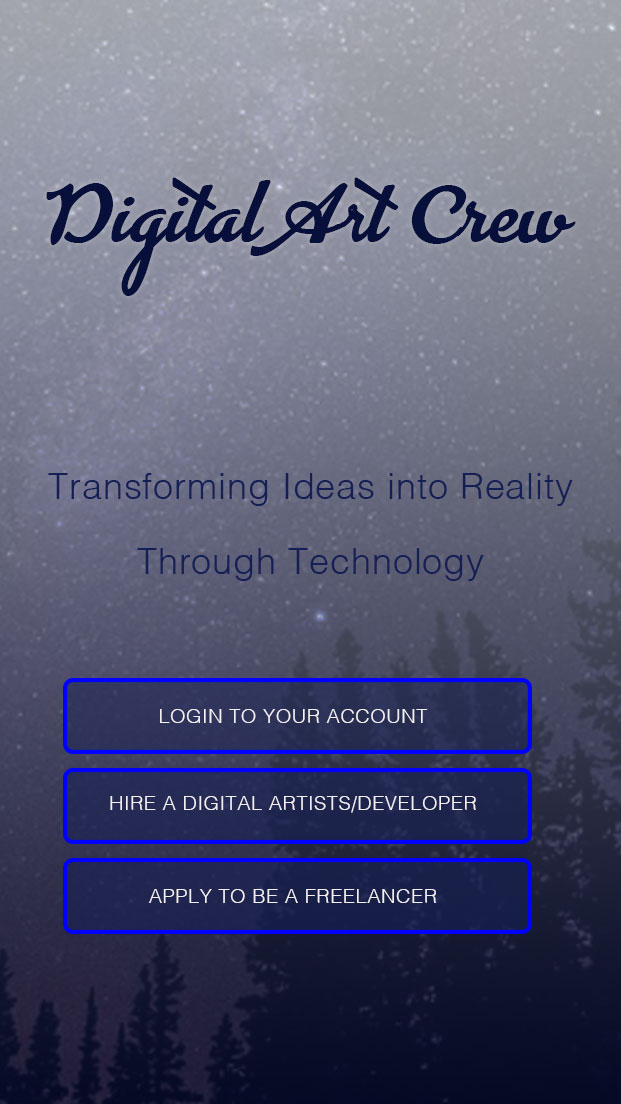 Digital Art Crew
Transforming Ideas into Reality
Through Technology
LOGIN TO YOUR ACCOUNT
HIRE A DIGITAL ARTISTS/DEVELOPER
APPLY TO BE A FREELANCER